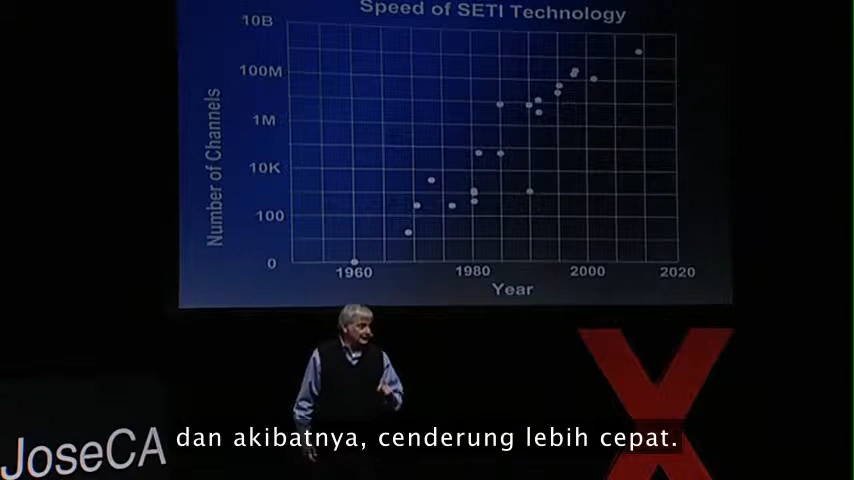 Speed of SETI Technology
10B
100M
1M
10K
100
0
Number of Channels
1960
1980
2000
2020
Year
JoseCA
X
dan akibatnya, cenderung lebih cepat.